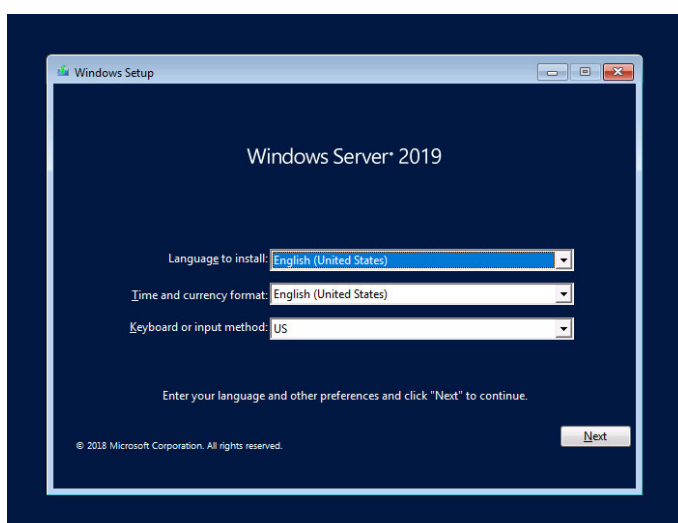 Windows Setup
Windows Server® 2019
Language to install: English (United States)
Time and currency format: English (United States)
Keyboard or input method: US
Enter your language and other preferences and click "Next" to continue.
Next
© 2018 Microsoft Corporation. All rights reserved.